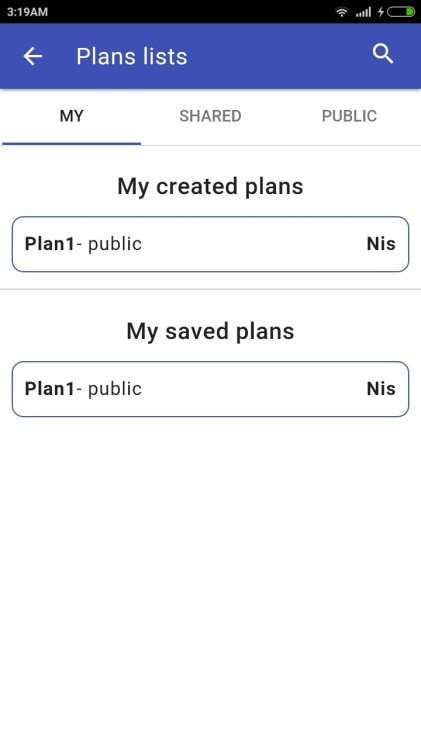 3:19AM
Plans lists
MY SHARED PUBLIC
My created plans
Plan1- public Nis
My saved plans
Plan1- public Nis